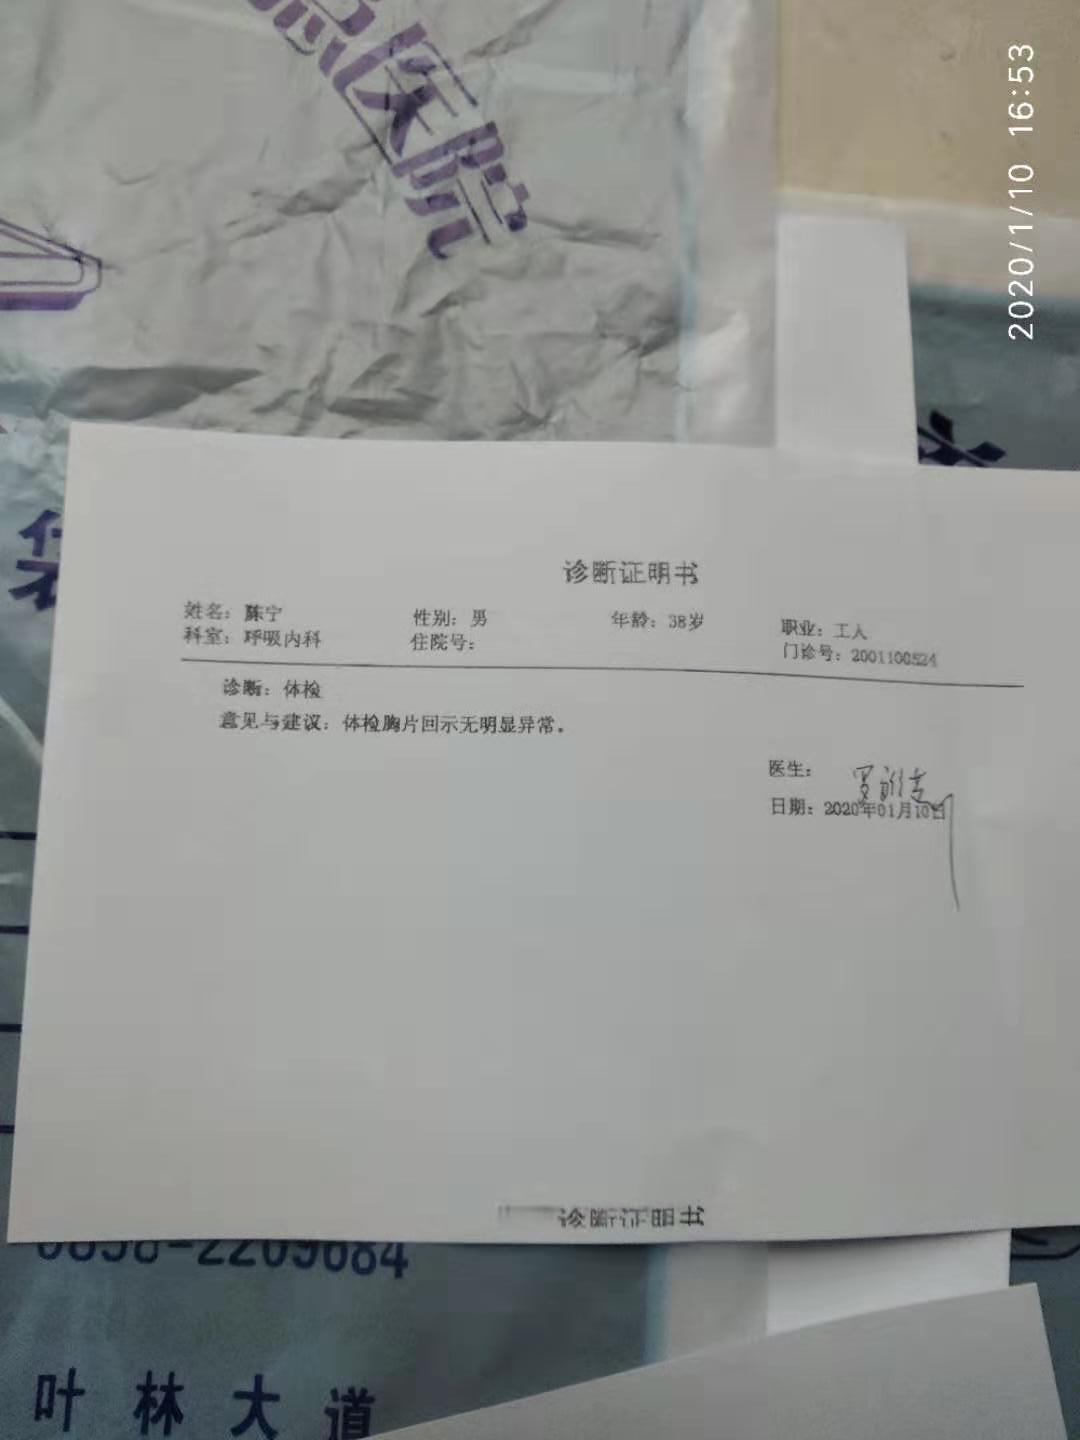 总医院
2020/1/10 16:53
袋
诊断证明书
姓名：陈宁 性别：男 年龄：38岁 职业：工人
科室：呼吸内科 住院号： 门诊号：2001100524
诊断：体检
意见与建议：体检胸片回示无明显异常。
医生：
日期：2020年01月10日
诊断证明书
0858-2209684
叶林大道